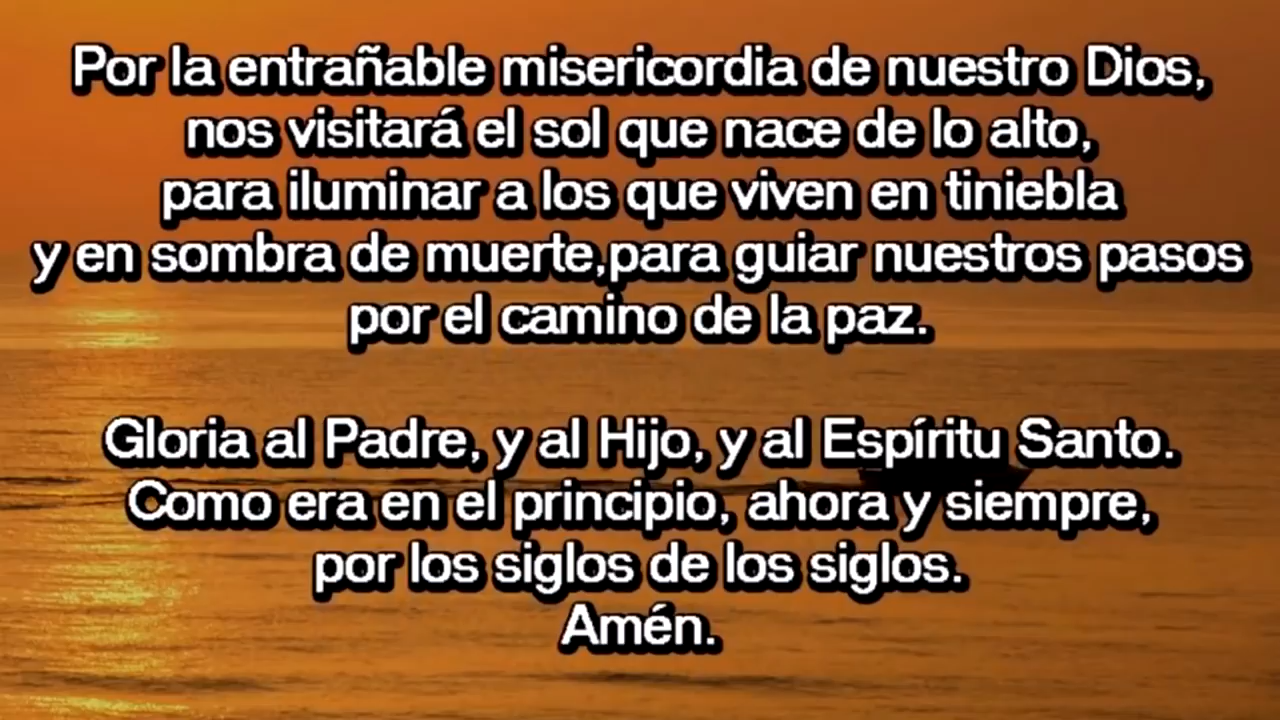 Por la entrañable misericordia de nuestro Dios,
nos visitará el sol que nace de lo alto,
para iluminar a los que viven en tiniebla
y en sombra de muerte,para guiar nuestros pasos
por el camino de la paz.
Gloria al Padre, y al Hijo, y al Espíritu Santo.
Como era en el principio, ahora y siempre,
por los siglos de los siglos.
Amén.